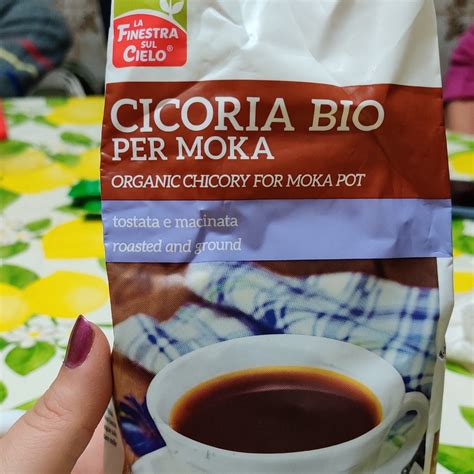 LA
FINESTRA
SUL
CIELO®
CICORIA BIO
PER MOKA
ORGANIC CHICORY FOR MOKA POT
tostata e macinata
roasted and ground